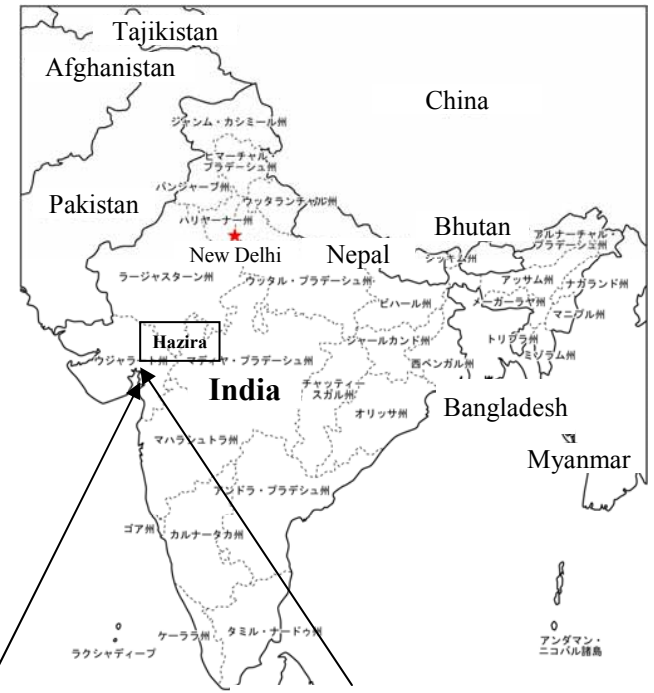 Tajikistan
Afghanistan
China
ジャンム・カシミール州
ヒマーチャル・
プラデーシュ州
パンジャーブ州
ウッタランチャル州
Pakistan
ハリヤーナー州
Bhutan
アルナーチャル・
プラデーシュ州
New Delhi
Nepal
シッキム州
ラージャスターン州
ウッタル・プラデーシュ州
アッサム州
ナガランド州
ビハール州
メーガーラヤ州
マニプル州
Hazira
ジャールカンド州
トリプラ州
ウジャラート州
マディヤ・プラデーシュ州
西ベンガル州
ミゾラム州
India
チャッティー
スガル州
オリッサ州
Bangladesh
マハラシュトラ州
Myanmar
アンドラ・プラデーシュ州
ゴア州
カルナータカ州
ケーララ州
タミル・ナードゥ州
ラクシャディープ
アンダマン・
ニコバル諸島